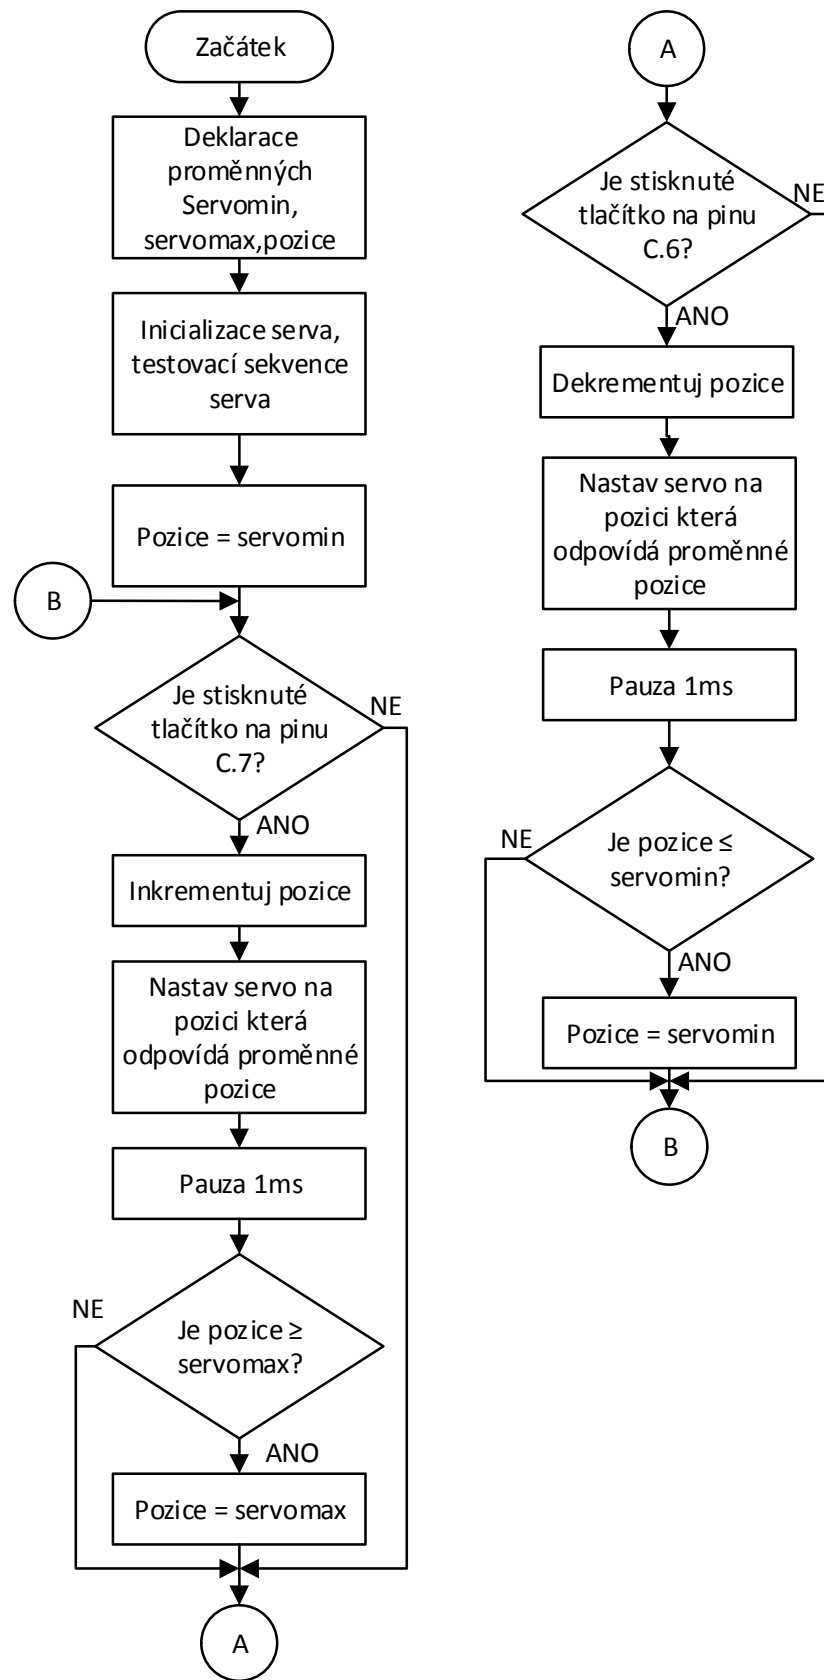 Začátek
Deklarace
proměnných
Servomin,
servomax,pozice
Inicializace serva,
testovací sekvence
serva
Pozice = servomin
B
Je stisknuté
tlačítko na pinu
C.7?
NE
ANO
Inkrementuj pozice
Nastav servo na
pozici která
odpovídá proměnné
pozice
Pauza 1ms
NE
Je pozice ≥
servomax?
ANO
Pozice = servomax
A
A
Je stisknuté
tlačítko na pinu
C.6?
NE
ANO
Dekrementuj pozice
Nastav servo na
pozici která
odpovídá proměnné
pozice
Pauza 1ms
NE
Je pozice ≤
servomin?
ANO
Pozice = servomin
B